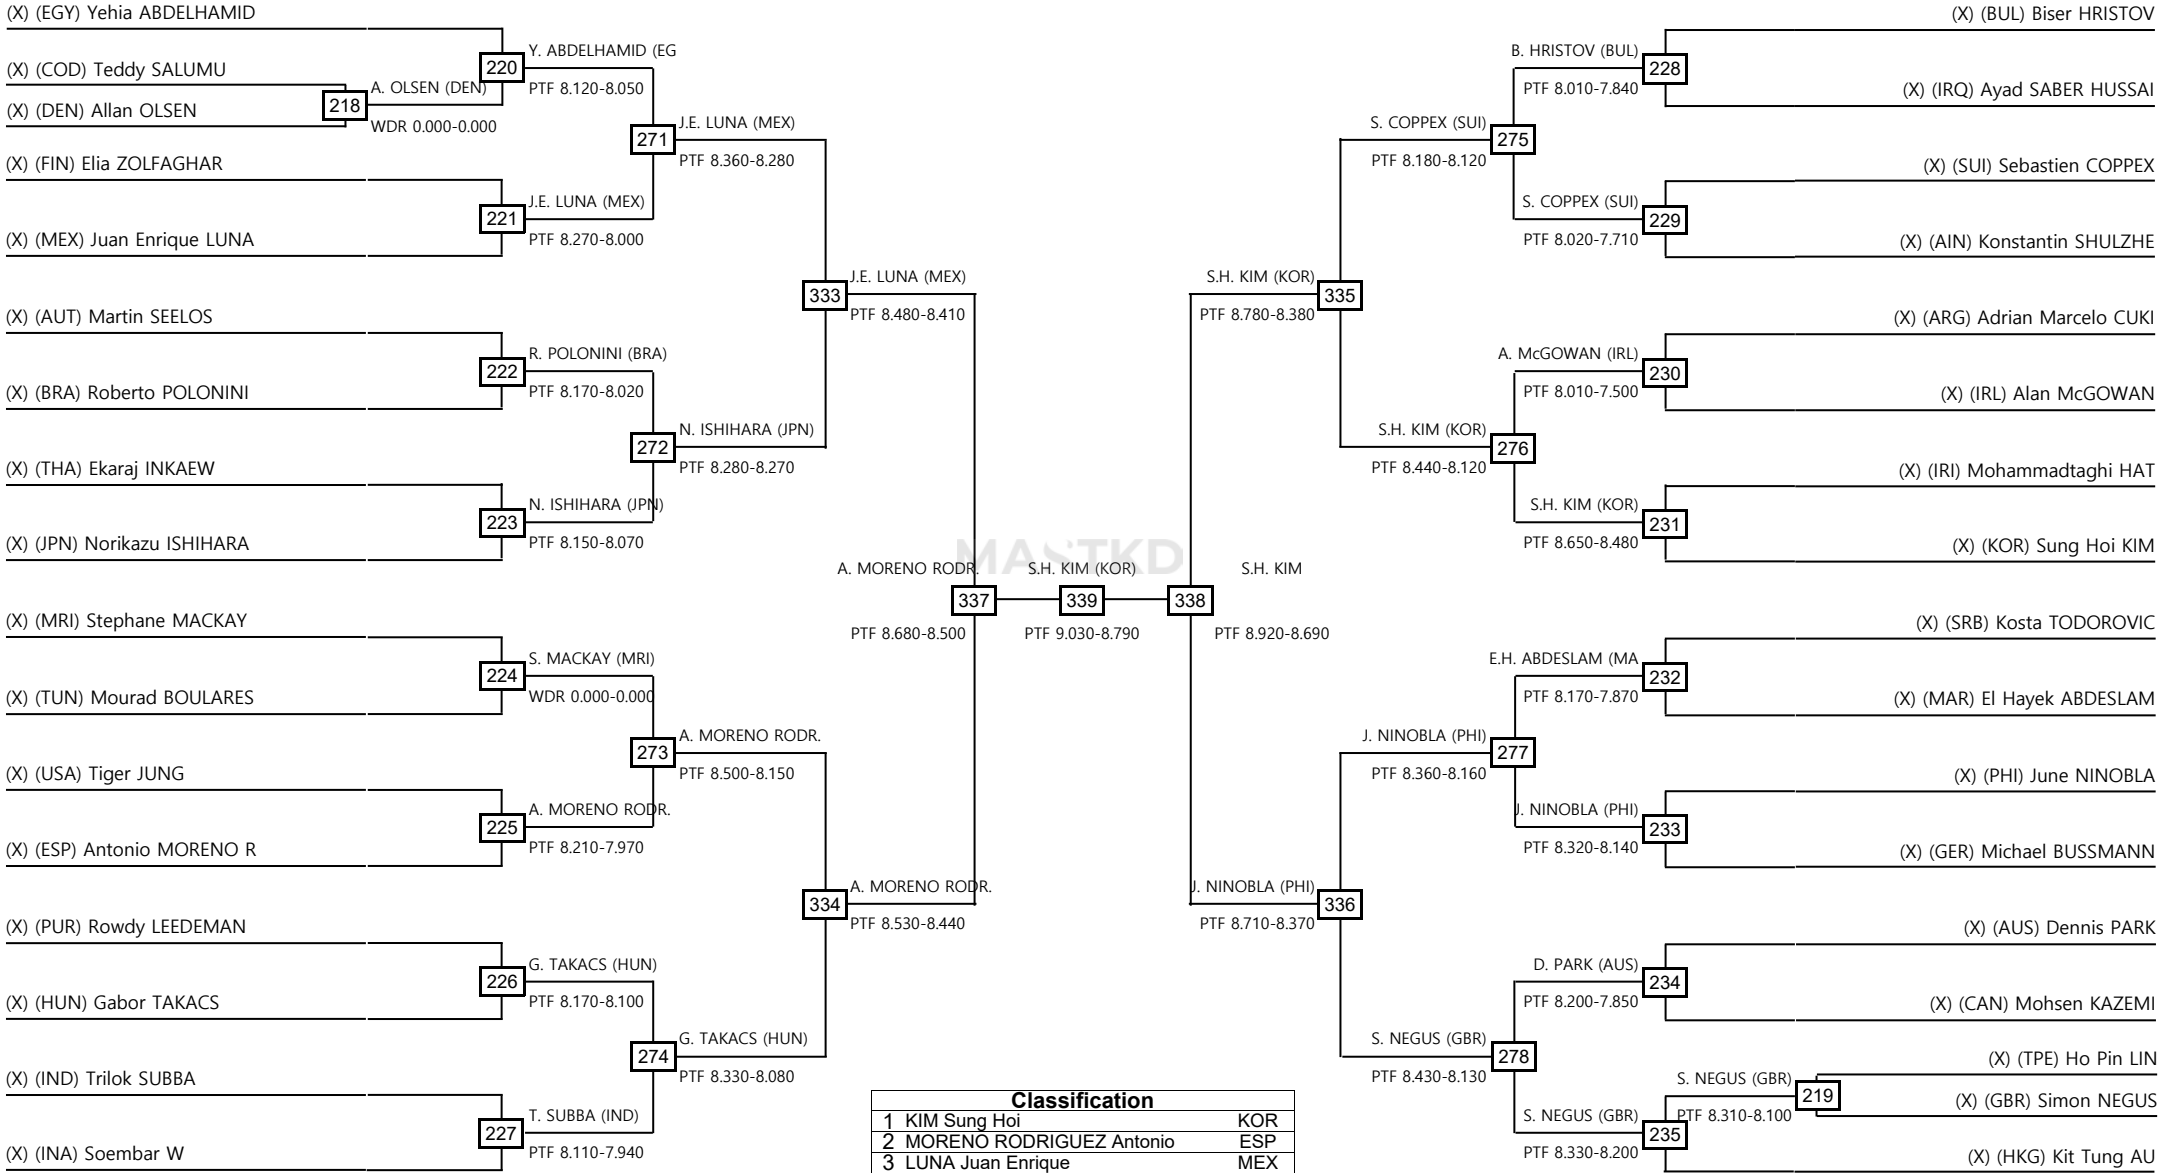 (X) (EGY) Yehia ABDELHAMID
(X) (COD) Teddy SALUMU
(X) (DEN) Allan OLSEN
(X) (FIN) Elia ZOLFAGHAR
(X) (MEX) Juan Enrique LUNA
(X) (AUT) Martin SEELOS
(X) (BRA) Roberto POLONINI
(X) (THA) Ekaraj INKAEW
(X) (JPN) Norikazu ISHIHARA
(X) (MRI) Stephane MACKAY
(X) (TUN) Mourad BOULARES
(X) (USA) Tiger JUNG
(X) (ESP) Antonio MORENO R
(X) (PUR) Rowdy LEEDEMAN
(X) (HUN) Gabor TAKACS
(X) (IND) Trilok SUBBA
(X) (INA) Soembar W
218
A. OLSEN (DEN)
WDR 0.000-0.000
220
Y. ABDELHAMID (EG
PTF 8.120-8.050
221
J.E. LUNA (MEX)
PTF 8.270-8.000
222
R. POLONINI (BRA)
PTF 8.170-8.020
223
N. ISHIHARA (JPN)
PTF 8.150-8.070
224
S. MACKAY (MRI)
WDR 0.000-0.000
225
A. MORENO RODR.
PTF 8.210-7.970
226
G. TAKACS (HUN)
PTF 8.170-8.100
227
T. SUBBA (IND)
PTF 8.110-7.940
271
J.E. LUNA (MEX)
PTF 8.360-8.280
272
N. ISHIHARA (JPN)
PTF 8.280-8.270
273
A. MORENO RODR.
PTF 8.500-8.150
274
G. TAKACS (HUN)
PTF 8.330-8.080
333
J.E. LUNA (MEX)
PTF 8.480-8.410
334
A. MORENO RODR.
PTF 8.530-8.440
MASTKD
A. MORENO RODR.
337
PTF 8.680-8.500
S.H. KIM (KOR)
339
PTF 9.030-8.790
S.H. KIM
338
PTF 8.920-8.690
S.H. KIM (KOR)
335
PTF 8.780-8.380
J. NINOBLA (PHI)
336
PTF 8.710-8.370
S. COPPEX (SUI)
275
PTF 8.180-8.120
S.H. KIM (KOR)
276
PTF 8.440-8.120
J. NINOBLA (PHI)
277
PTF 8.360-8.160
S. NEGUS (GBR)
278
PTF 8.430-8.130
B. HRISTOV (BUL)
228
PTF 8.010-7.840
S. COPPEX (SUI)
229
PTF 8.020-7.710
A. McGOWAN (IRL)
230
PTF 8.010-7.500
S.H. KIM (KOR)
231
PTF 8.650-8.480
E.H. ABDESLAM (MA
232
PTF 8.170-7.870
J. NINOBLA (PHI)
233
PTF 8.320-8.140
D. PARK (AUS)
234
PTF 8.200-7.850
S. NEGUS (GBR)
235
PTF 8.330-8.200
S. NEGUS (GBR)
219
PTF 8.310-8.100
(X) (BUL) Biser HRISTOV
(X) (IRQ) Ayad SABER HUSSAI
(X) (SUI) Sebastien COPPEX
(X) (AIN) Konstantin SHULZHE
(X) (ARG) Adrian Marcelo CUKI
(X) (IRL) Alan McGOWAN
(X) (IRI) Mohammadtaghi HAT
(X) (KOR) Sung Hoi KIM
(X) (SRB) Kosta TODOROVIC
(X) (MAR) El Hayek ABDESLAM
(X) (PHI) June NINOBLA
(X) (GER) Michael BUSSMANN
(X) (AUS) Dennis PARK
(X) (CAN) Mohsen KAZEMI
(X) (TPE) Ho Pin LIN
(X) (GBR) Simon NEGUS
(X) (HKG) Kit Tung AU
Classification
1 KIM Sung Hoi KOR
2 MORENO RODRIGUEZ Antonio ESP
3 LUNA Juan Enrique MEX